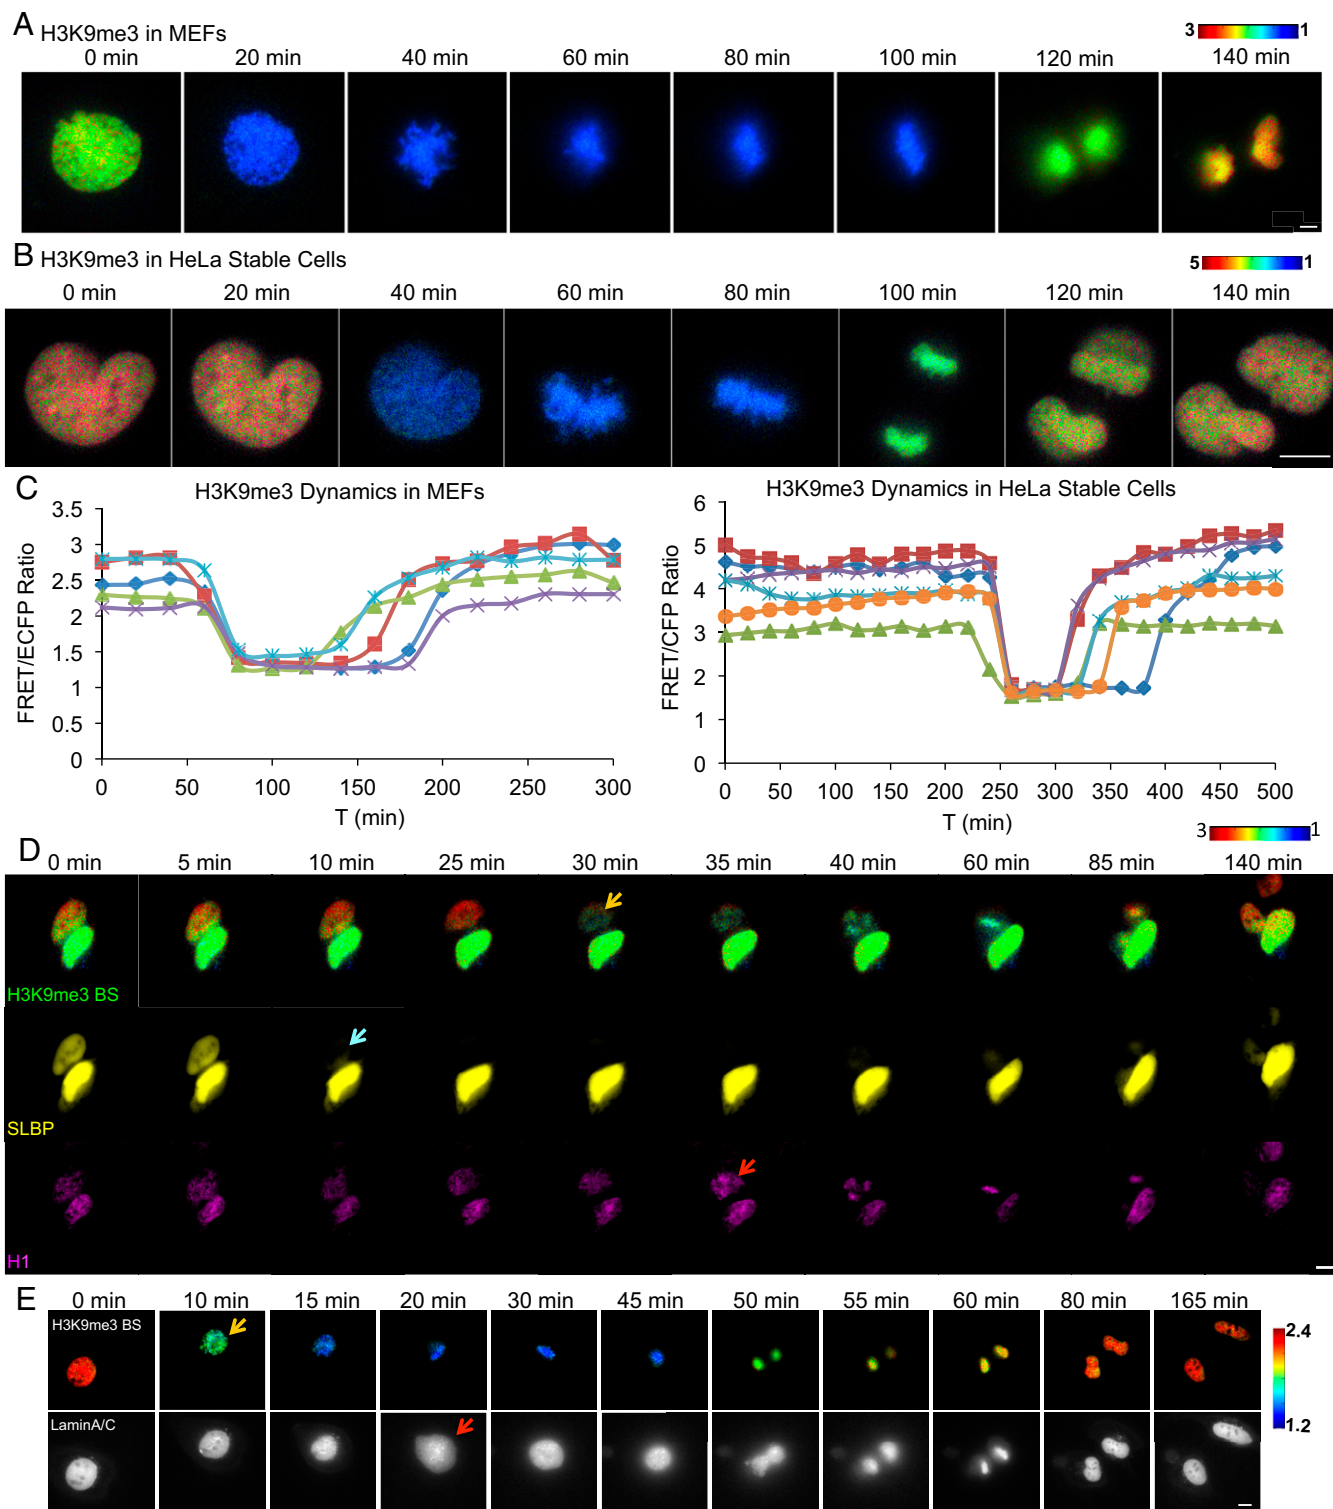 A H3K9me3 in MEFs
3 1
0 min 20 min 40 min 60 min 80 min 100 min 120 min 140 min
B H3K9me3 in HeLa Stable Cells
5 1
0 min 20 min 40 min 60 min 80 min 100 min 120 min 140 min
C
H3K9me3 Dynamics in MEFs
FRET/ECFP Ratio
3.5
3
2.5
2
1.5
1
0.5
0
0 50 100 150 200 250 300
T (min)
H3K9me3 Dynamics in HeLa Stable Cells
FRET/CFP Ratio
6
5
4
3
2
1
0
0 50 100 150 200 250 300 350 400 450 500
T (min)
D
3 1
0 min 5 min 10 min 25 min 30 min 35 min 40 min 60 min 85 min 140 min
H3K9me3 BS
SLBP
H1
E
0 min 10 min 15 min 20 min 30 min 45 min 50 min 55 min 60 min 80 min 165 min
H3K9me3 BS
2.4
LaminA/C
1.2